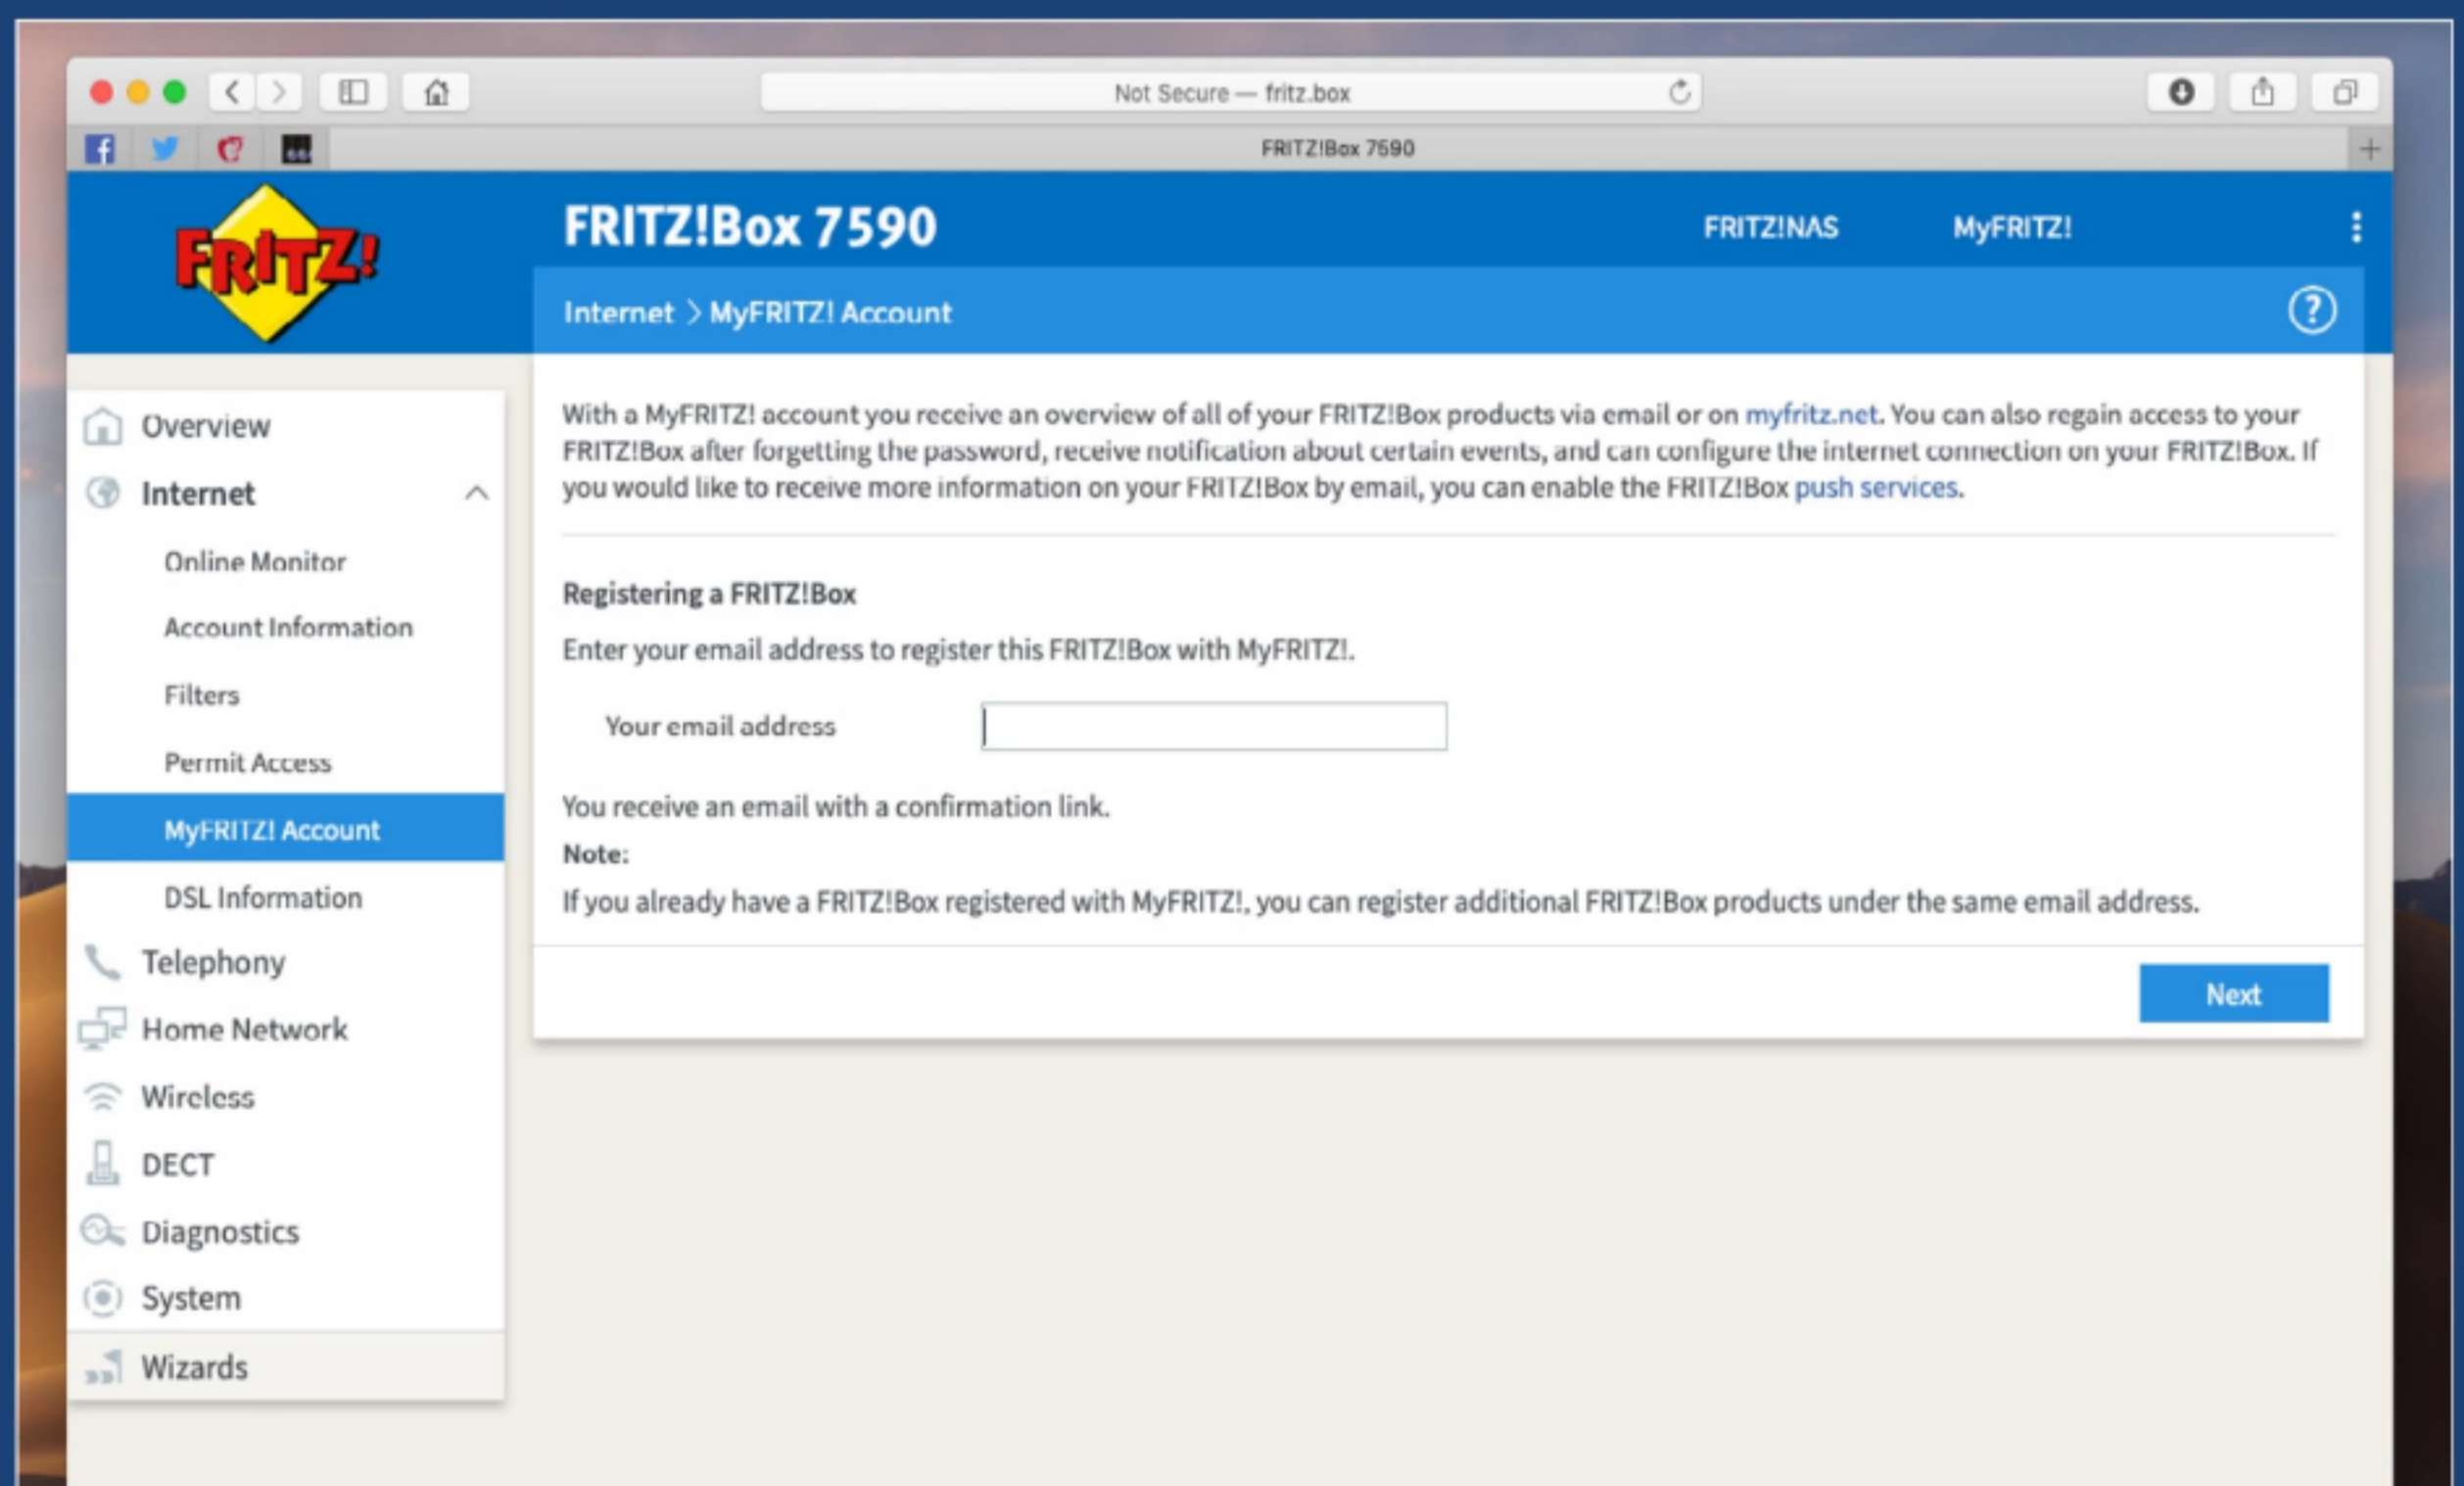 Not Secure — fritz.box
FRITZ!Box 7590
FRITZ!
FRITZ!Box 7590
FRITZ!NAS
MyFRITZ!
Internet > MyFRITZ! Account
Overview
Internet
Online Monitor
Account Information
Filters
Permit Access
MyFRITZ! Account
DSL Information
Telephony
Home Network
Wireless
DECT
Diagnostics
System
Wizards
With a MyFRITZ! account you receive an overview of all of your FRITZ!Box products via email or on myfritz.net. You can also regain access to your
FRITZ!Box after forgetting the password, receive notification about certain events, and can configure the internet connection on your FRITZ!Box. If
you would like to receive more information on your FRITZ!Box by email, you can enable the FRITZ!Box push services.
Registering a FRITZ!Box
Enter your email address to register this FRITZ!Box with MyFRITZ!.
Your email address
You receive an email with a confirmation link.
Note:
If you already have a FRITZ!Box registered with MyFRITZ!, you can register additional FRITZ!Box products under the same email address.
Next